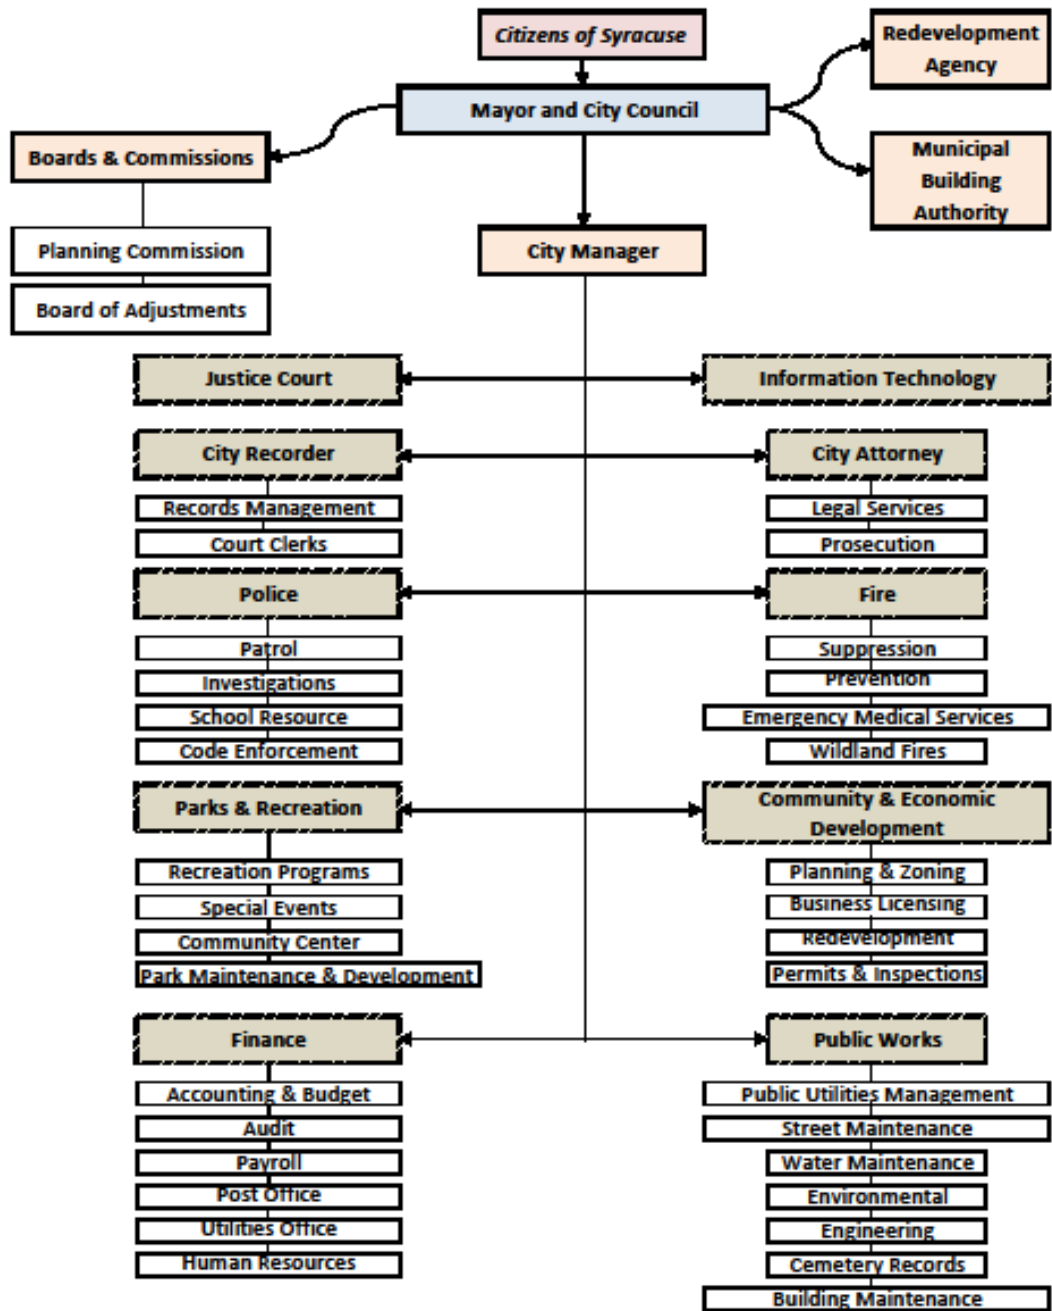 Citizens of Syracuse
Redevelopment
Agency
Mayor and City Council
Boards & Commissions
Municipal
Building
Authority
Planning Commission
City Manager
Board of Adjustments
Justice Court
Information Technology
City Recorder
City Attorney
Records Management
Legal Services
Court Clerks
Prosecution
Police
Fire
Patrol
Suppression
Investigations
Prevention
School Resource
Emergency Medical Services
Code Enforcement
Wildland Fires
Parks & Recreation
Community & Economic
Development
Recreation Programs
Planning & Zoning
Special Events
Business Licensing
Community Center
Redevelopment
Park Maintenance & Development
Permits & Inspections
Finance
Public Works
Accounting & Budget
Public Utilities Management
Audit
Street Maintenance
Payroll
Water Maintenance
Post Office
Environmental
Utilities Office
Engineering
Human Resources
Cemetery Records
Building Maintenance